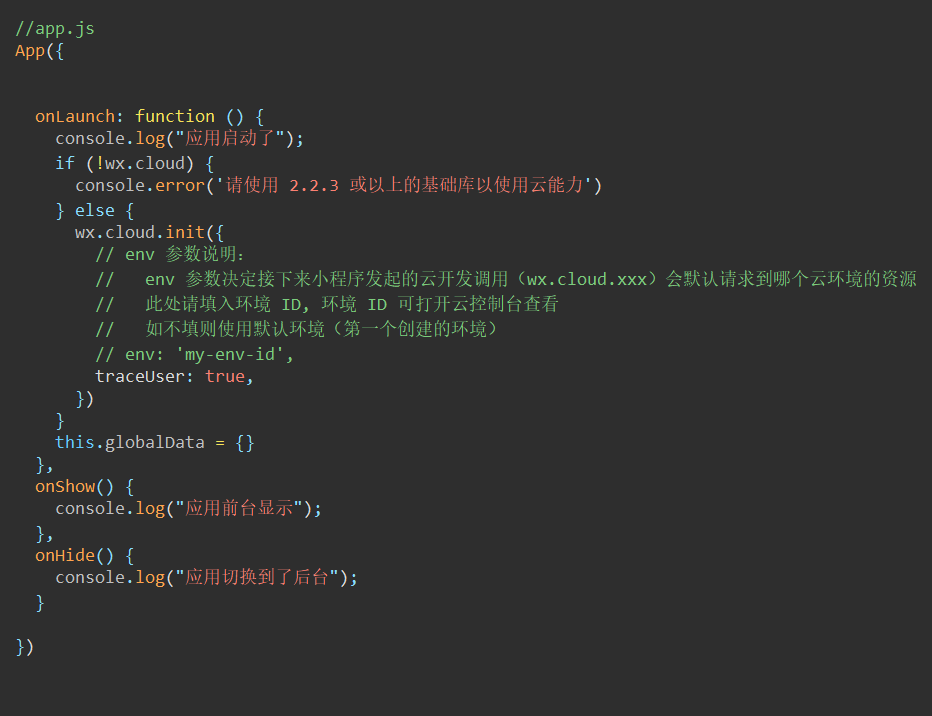 //app.js
App({
onLaunch: function () {
console.log("应用启动了");
if (!wx.cloud) {
console.error('请使用 2.2.3 或以上的基础库以使用云能力')
} else {
wx.cloud.init({
// env 参数说明：
//   env 参数决定接下来小程序发起的云开发调用（wx.cloud.xxx）会默认请求到哪个云环境的资源
//   此处请填入环境 ID, 环境 ID 可打开云控制台查看
//   如不填则使用默认环境（第一个创建的环境）
// env: 'my-env-id',
traceUser: true,
})
}
this.globalData = {}
},
onShow() {
console.log("应用前台显示");
},
onHide() {
console.log("应用切换到了后台");
}
})